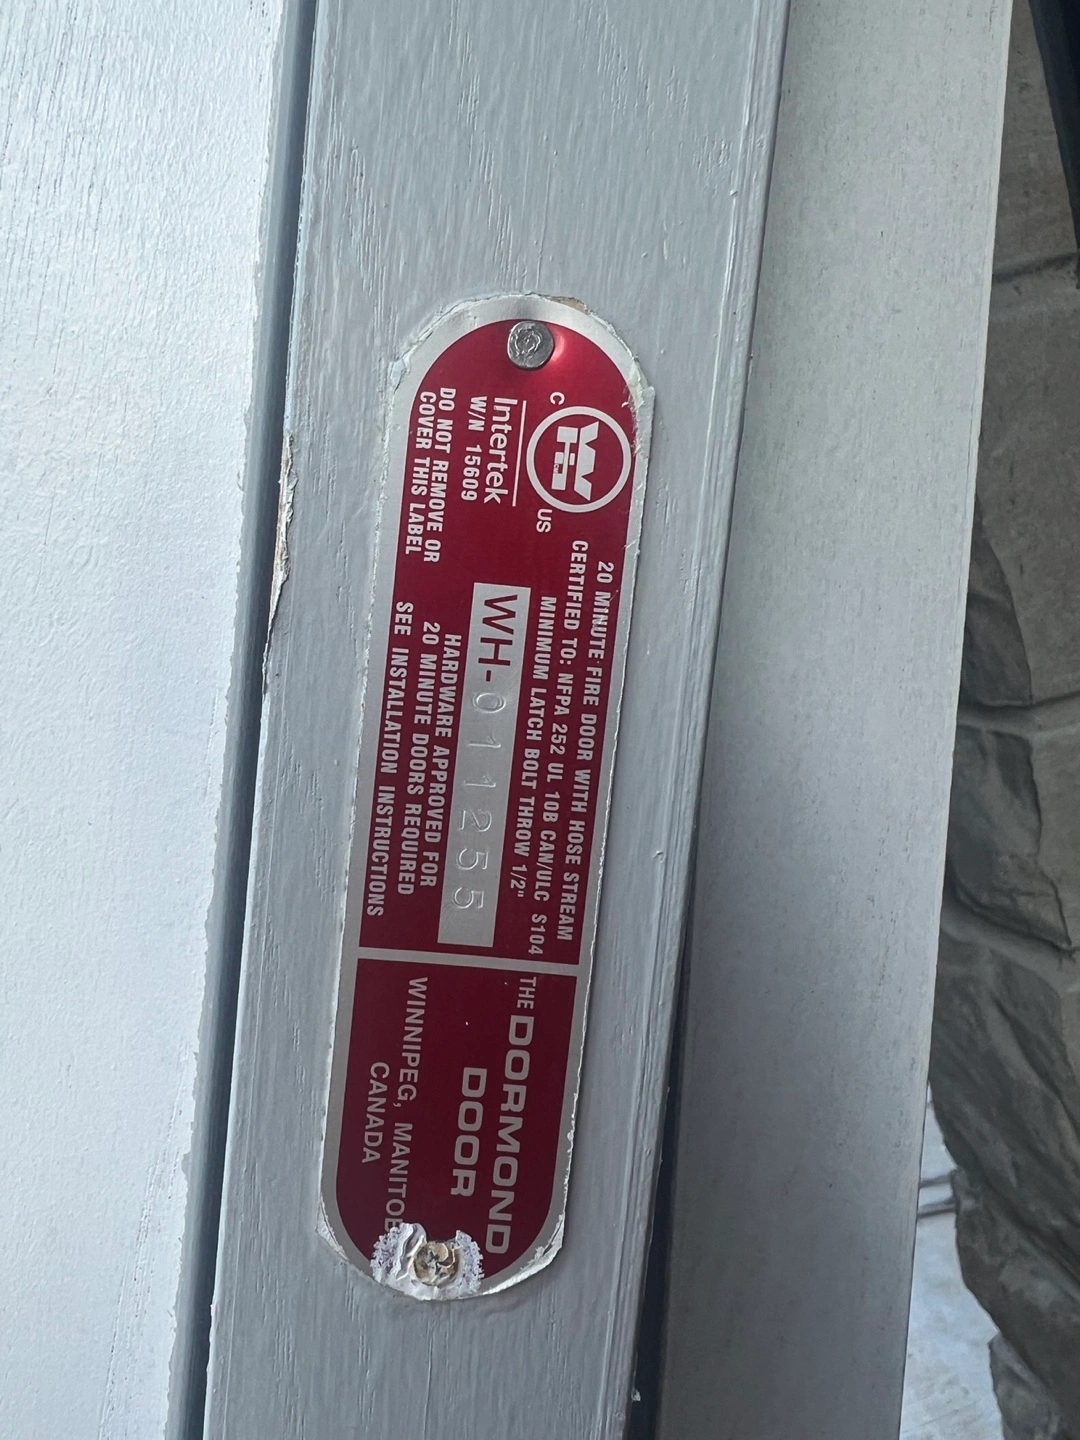 C
WH
US
Intertek
W/N 15609
DO NOT REMOVE OR
COVER THIS LABEL
20 MINUTE FIRE DOOR WITH HOSE STREAM
CERTIFIED TO: NFPA 252 UL 10B CAN/ULC S104
MINIMUM LATCH BOLT THROW 1/2"
WH-011255
HARDWARE APPROVED FOR
20 MINUTE DOORS REQUIRED
SEE INSTALLATION INSTRUCTIONS
THE DORMOND
DOOR
WINNIPEG, MANITOB
CANADA